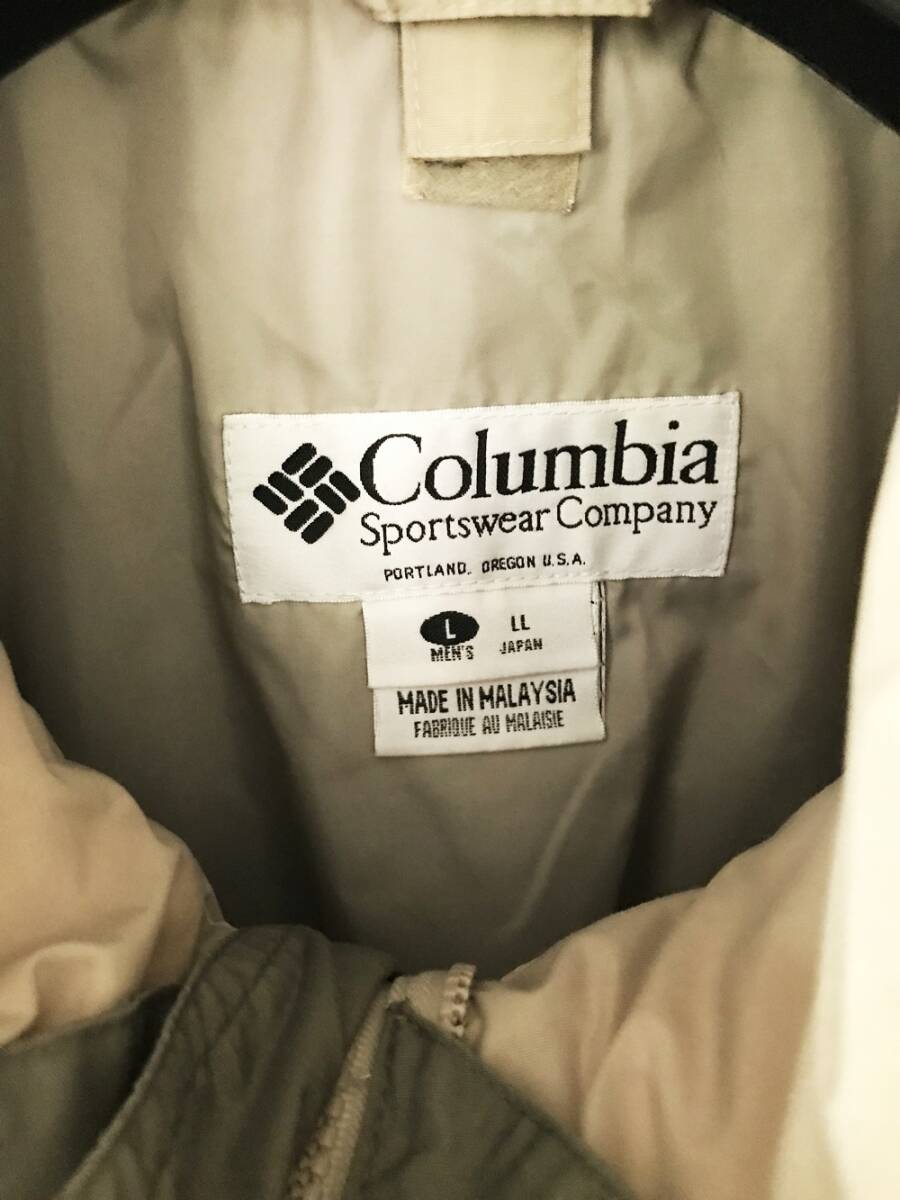 Columbia
Sportswear Company
PORTLAND, OREGON U.S.A.
L LL
MEN'S JAPAN
MADE IN MALAYSIA
FABRIQUE AU MALAISIE